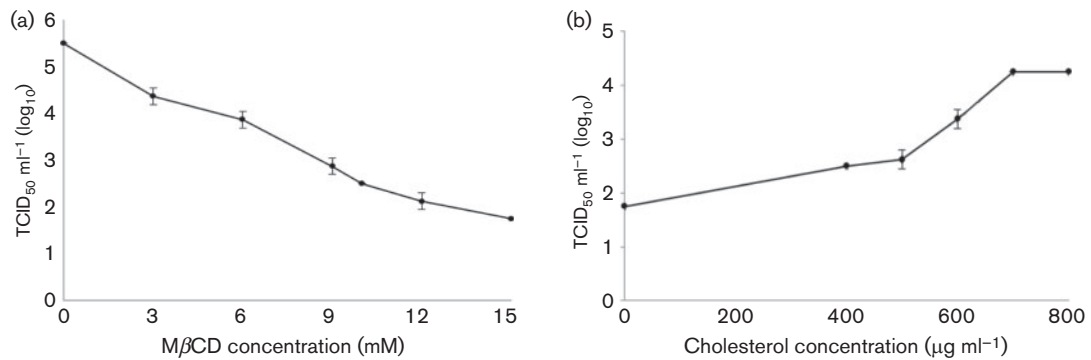 (a)
6
5
4
3
2
1
0
TCID₅₀ ml⁻¹ (log₁₀)
0 3 6 9 12 15
MβCD concentration (mM)
(b)
5
4
3
2
1
0
TCID₅₀ ml⁻¹ (log₁₀)
0 200 400 600 800
Cholesterol concentration (μg ml⁻¹)